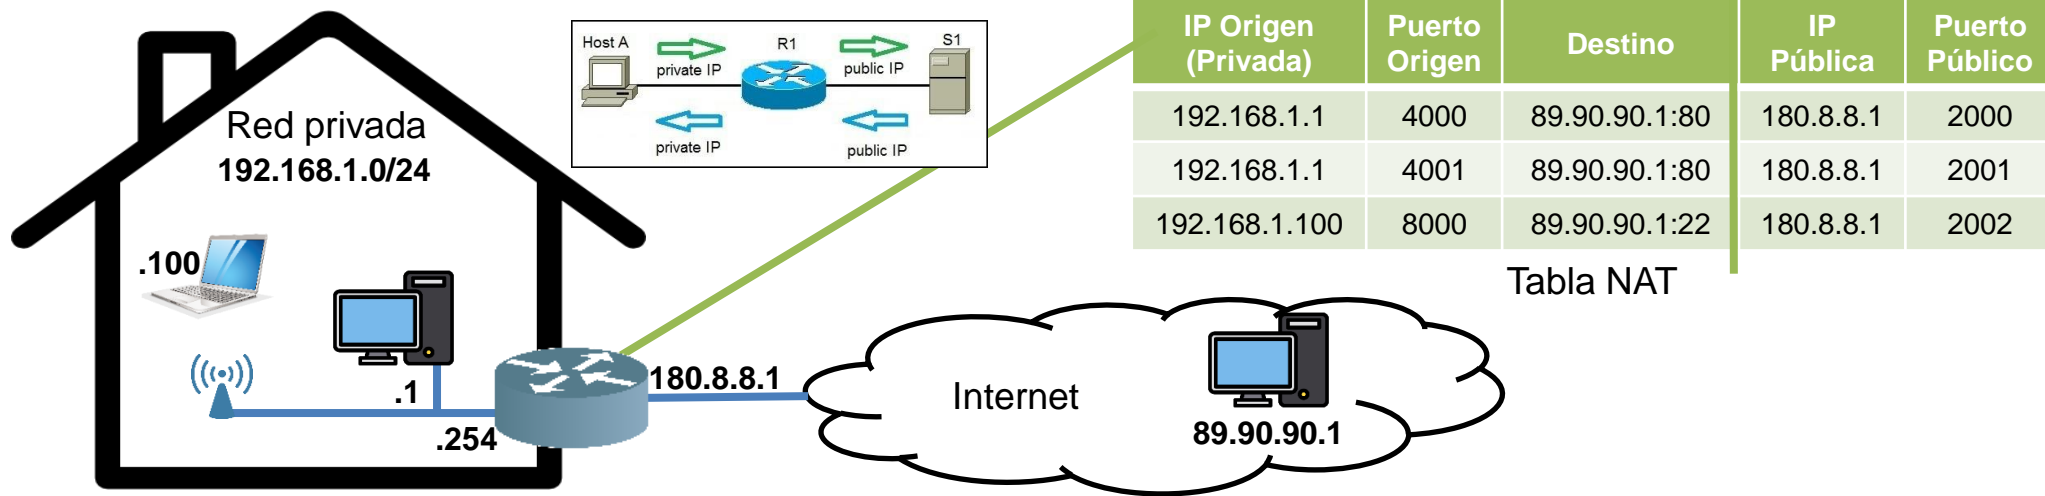 Red privada
192.168.1.0/24
.100
.1
.254
Host A
R1
S1
private IP
public IP
private IP
public IP
IP Origen (Privada) Puerto Origen Destino IP Pública Puerto Público
192.168.1.1 4000 89.90.90.1:80 180.8.8.1 2000
192.168.1.1 4001 89.90.90.1:80 180.8.8.1 2001
192.168.1.100 8000 89.90.90.1:22 180.8.8.1 2002
Tabla NAT
180.8.8.1
Internet
89.90.90.1